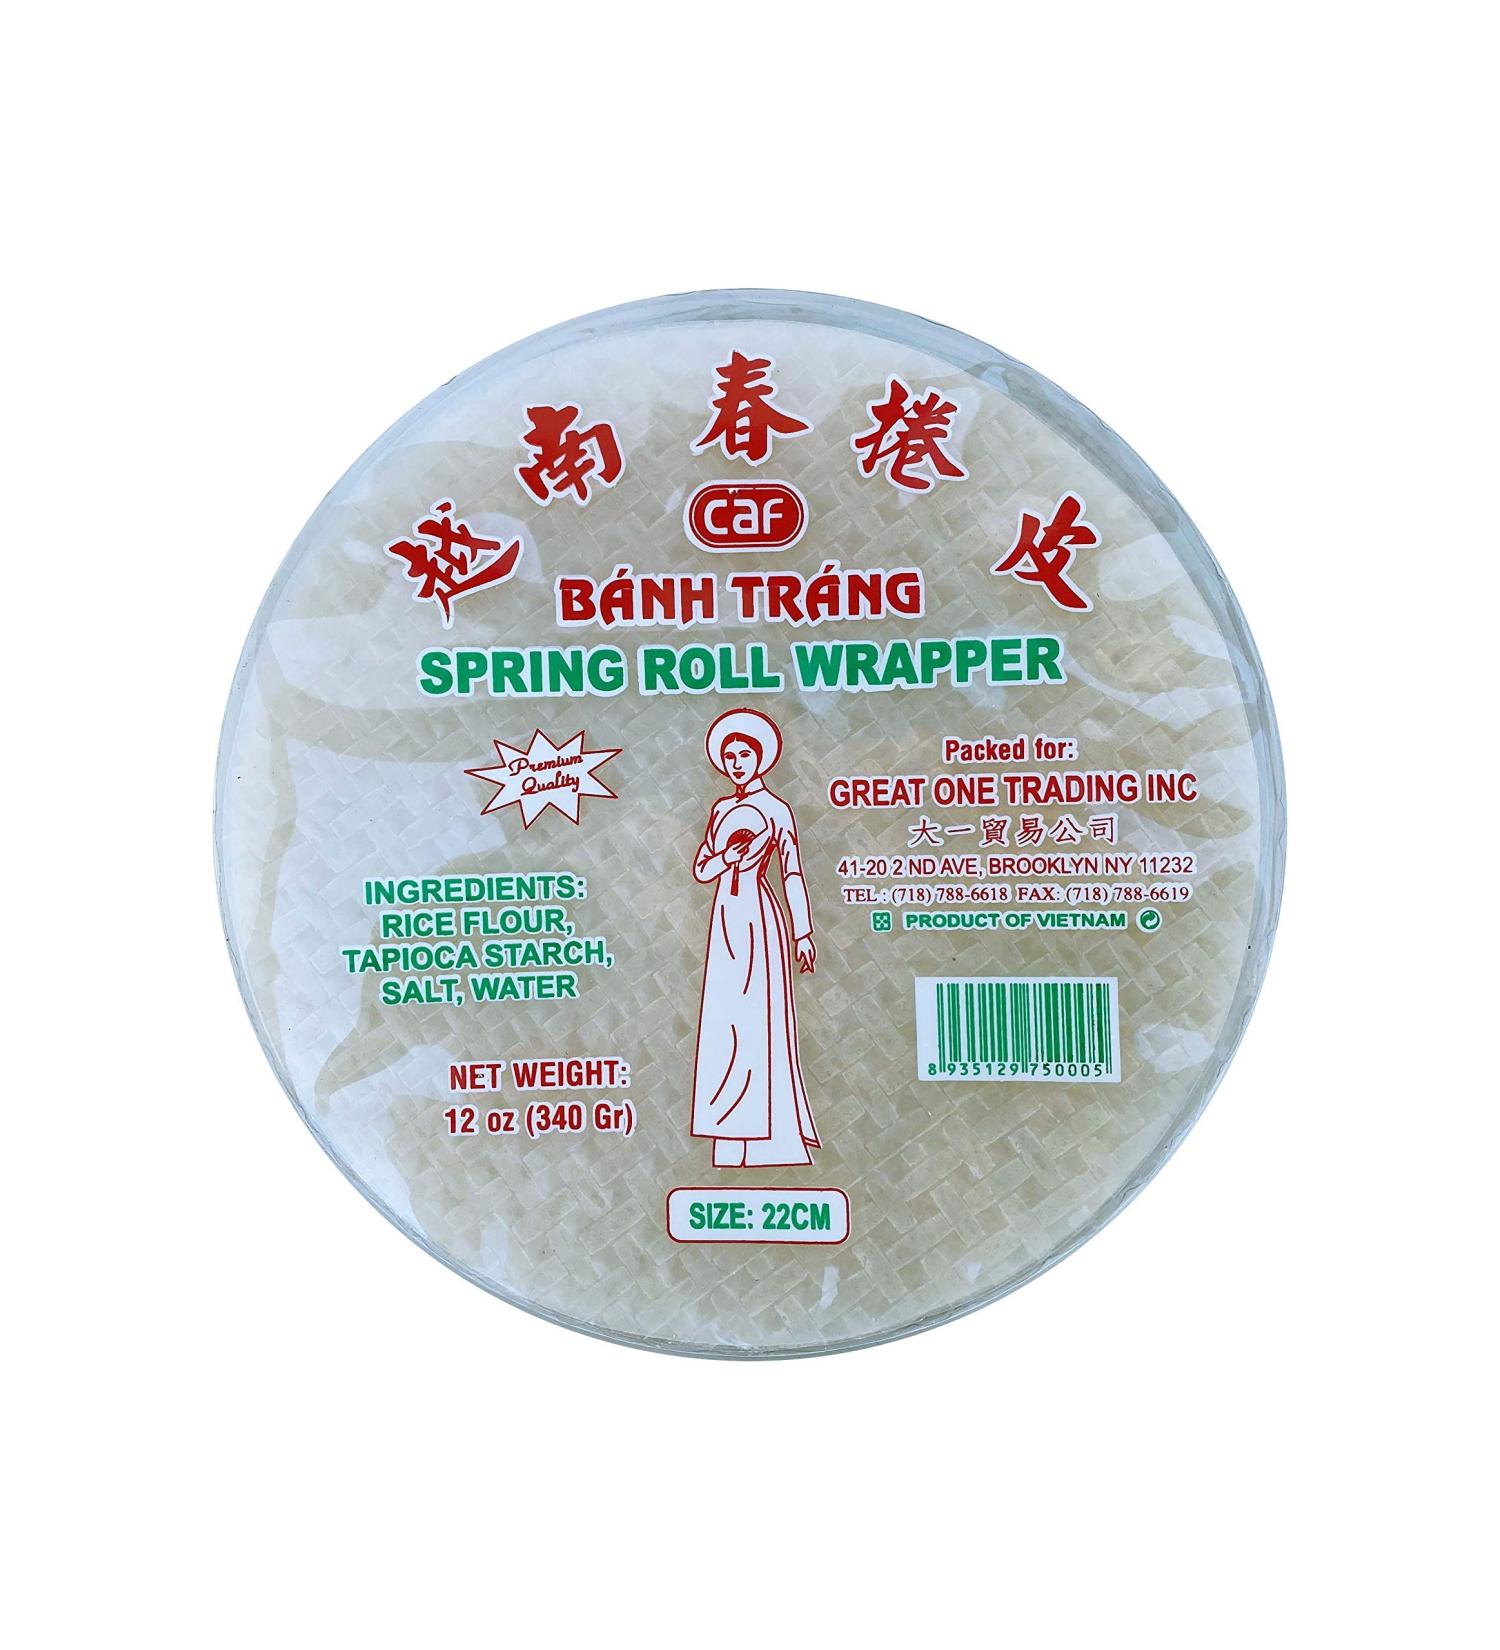 越南春捲皮
caf
BÁNH TRÁNG
SPRING ROLL WRAPPER
Premium
Quality
INGREDIENTS:
RICE FLOUR,
TAPIOCA STARCH,
SALT, WATER
NET WEIGHT:
12 oz (340 Gr)
Packed for:
GREAT ONE TRADING INC
大一貿易公司
41-20 2 ND AVE, BROOKLYN NY 11232
TEL : (718) 788-6618 FAX: (718) 788-6619
PRODUCT OF VIETNAM
8 935129 750005
SIZE: 22CM